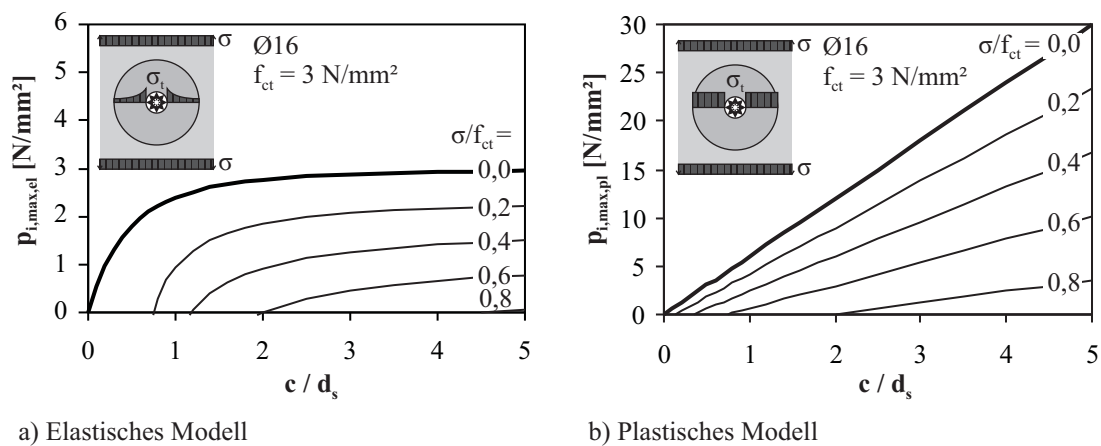 6
5
4
3
2
1
0
p_i,max,el [N/mm²]
σ
σ_t
σ
Ø16
f_ct = 3 N/mm²
σ/f_ct =
0,0
0,2
0,4
0,6
0,8
0 1 2 3 4 5
c / d_s
a) Elastisches Modell
30
25
20
15
10
5
0
p_i,max,pl [N/mm²]
σ
σ_t
σ
Ø16
f_ct = 3 N/mm²
σ/f_ct = 0,0
0,2
0,4
0,6
0,8
0 1 2 3 4 5
c / d_s
b) Plastisches Modell